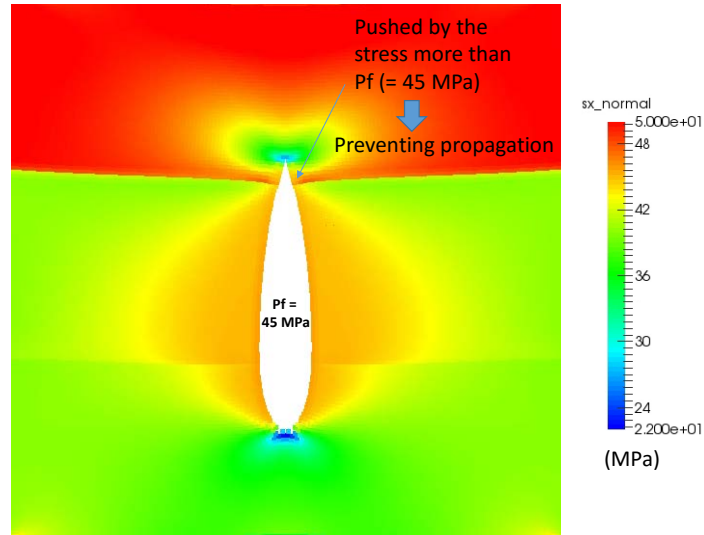 Pushed by the
stress more than
Pf (= 45 MPa)
Preventing propagation
Pf =
45 MPa
sx_normal
5.000e+01
48
42
36
30
24
2.200e+01
(MPa)